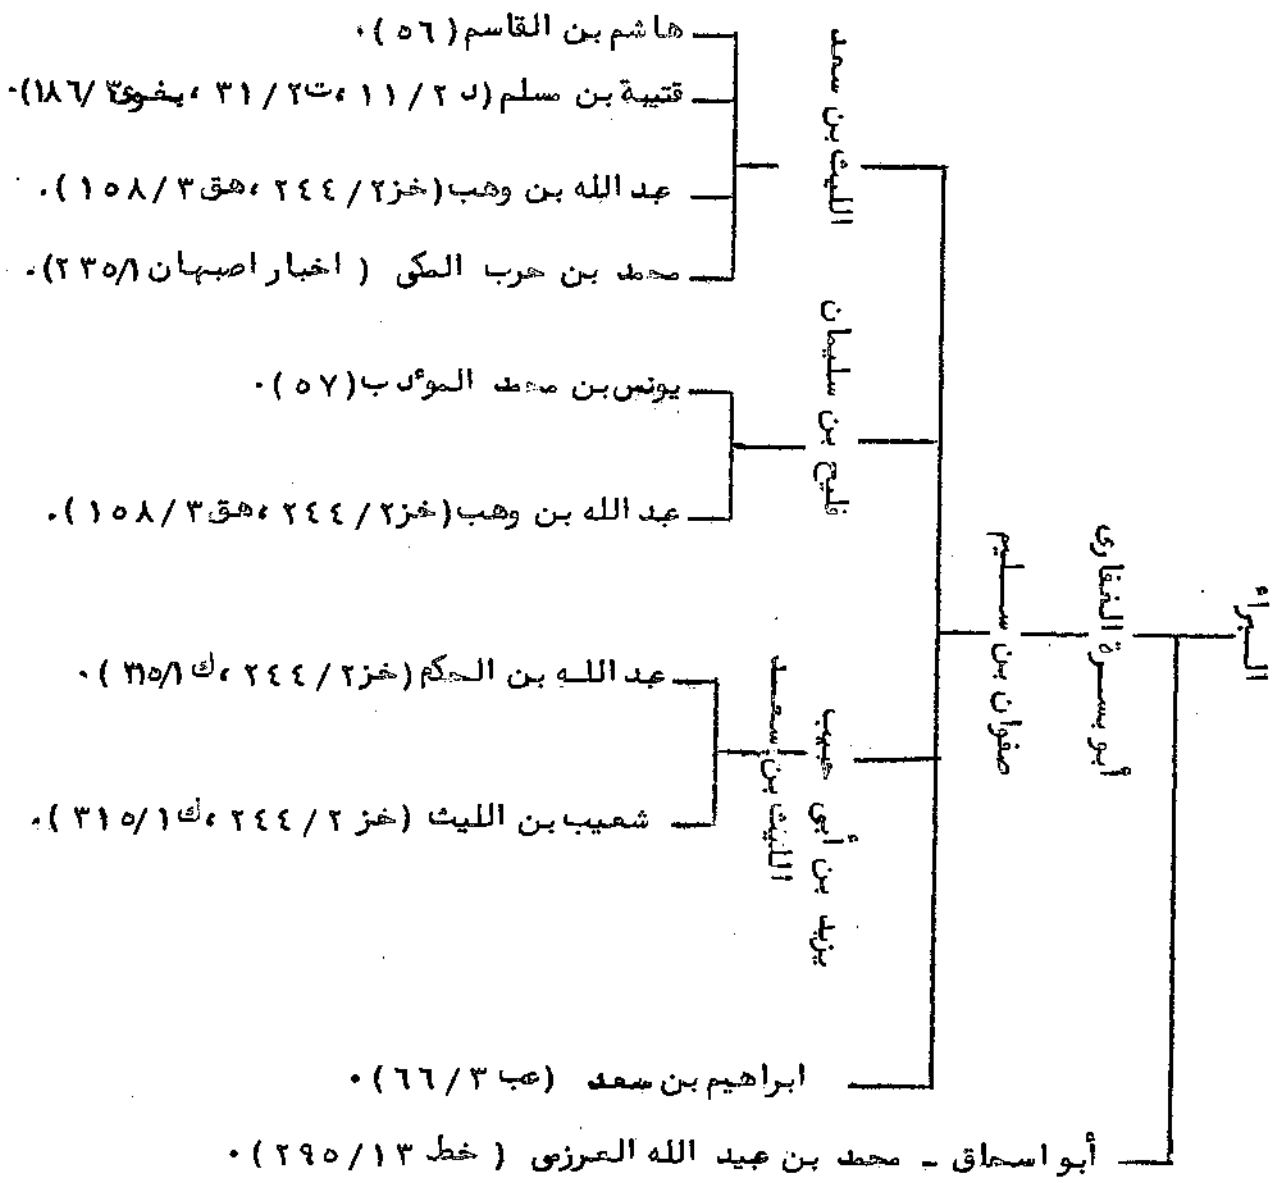 هاشم بن القاسم (٥٦).
قتيبة بن مسلم (د ٢ / ١١ ، ت ٢ / ٣١ ، بغوى ٣ / ١٨٦).
عبد الله بن وهب (خز ٢ / ٢٤٤ ، هق ٣ / ١٥٨).
محمد بن حرب المكى ( اخبار اصبهان ١ / ٢٣٥).
الليث بن سعد
يونس بن محمد المؤدب (٥٧).
عبد الله بن وهب (خز ٢ / ٢٤٤ ، هق ٣ / ١٥٨).
فليح بن سليمان
عبد الله بن الحكم (خز ٢ / ٢٤٤ ، ك ١ / ٣١٥).
شعيب بن الليث (خز ٢ / ٢٤٤ ، ك ١ / ٣١٥).
الليث بن سعد
يزيد بن أبى حبيب
ابراهيم بن سعد (عب ٣ / ٦٦).
صفوان بن سليم
أبو بسرة الغفارى
البراء
أبو اسحاق - محمد بن عبيد الله العرزمى ( خط ١٣ / ٢٩٥).